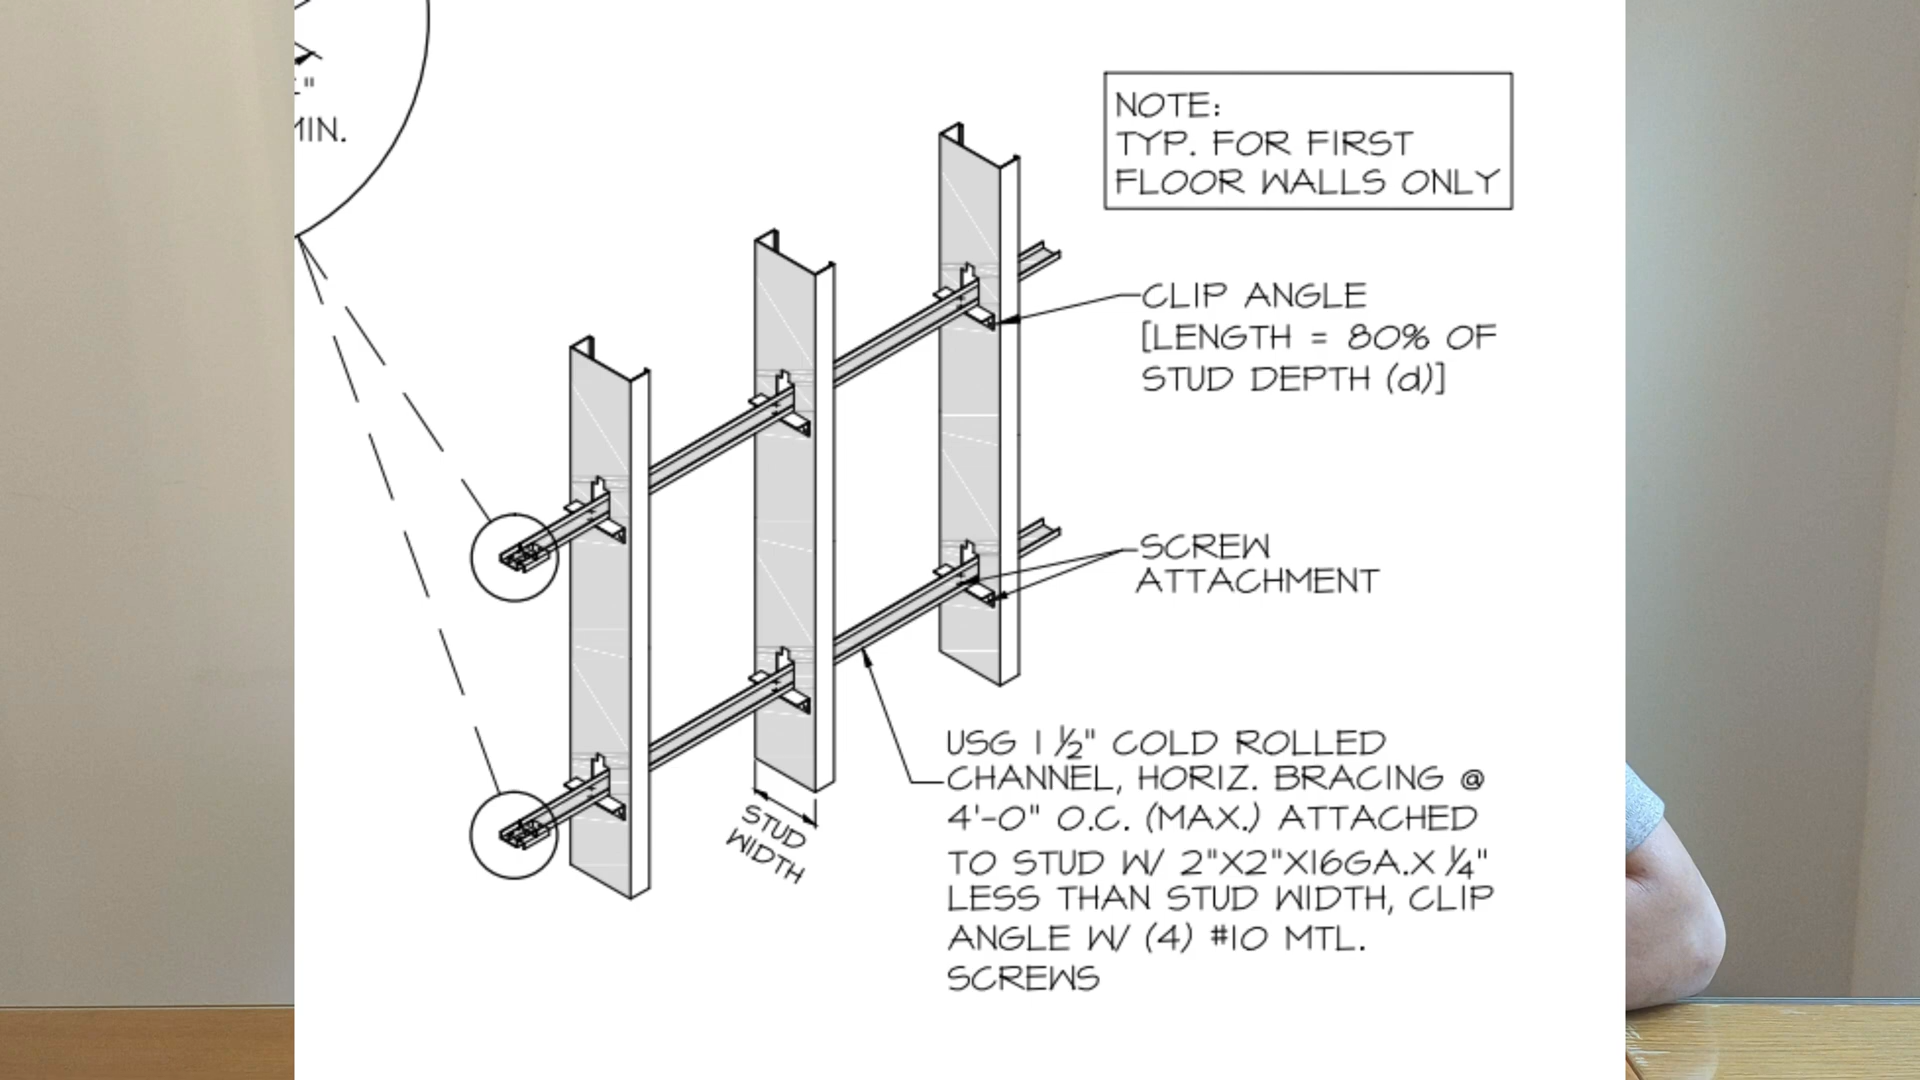 MIN.
NOTE:
TYP. FOR FIRST
FLOOR WALLS ONLY
CLIP ANGLE
[LENGTH = 80% OF
STUD DEPTH (d)]
SCREW
ATTACHMENT
STUD
WIDTH
USG 1 ½" COLD ROLLED
CHANNEL, HORIZ. BRACING @
4'-0" O.C. (MAX.) ATTACHED
TO STUD W/ 2"X2"X16GA.X ¼"
LESS THAN STUD WIDTH, CLIP
ANGLE W/ (4) #10 MTL.
SCREWS